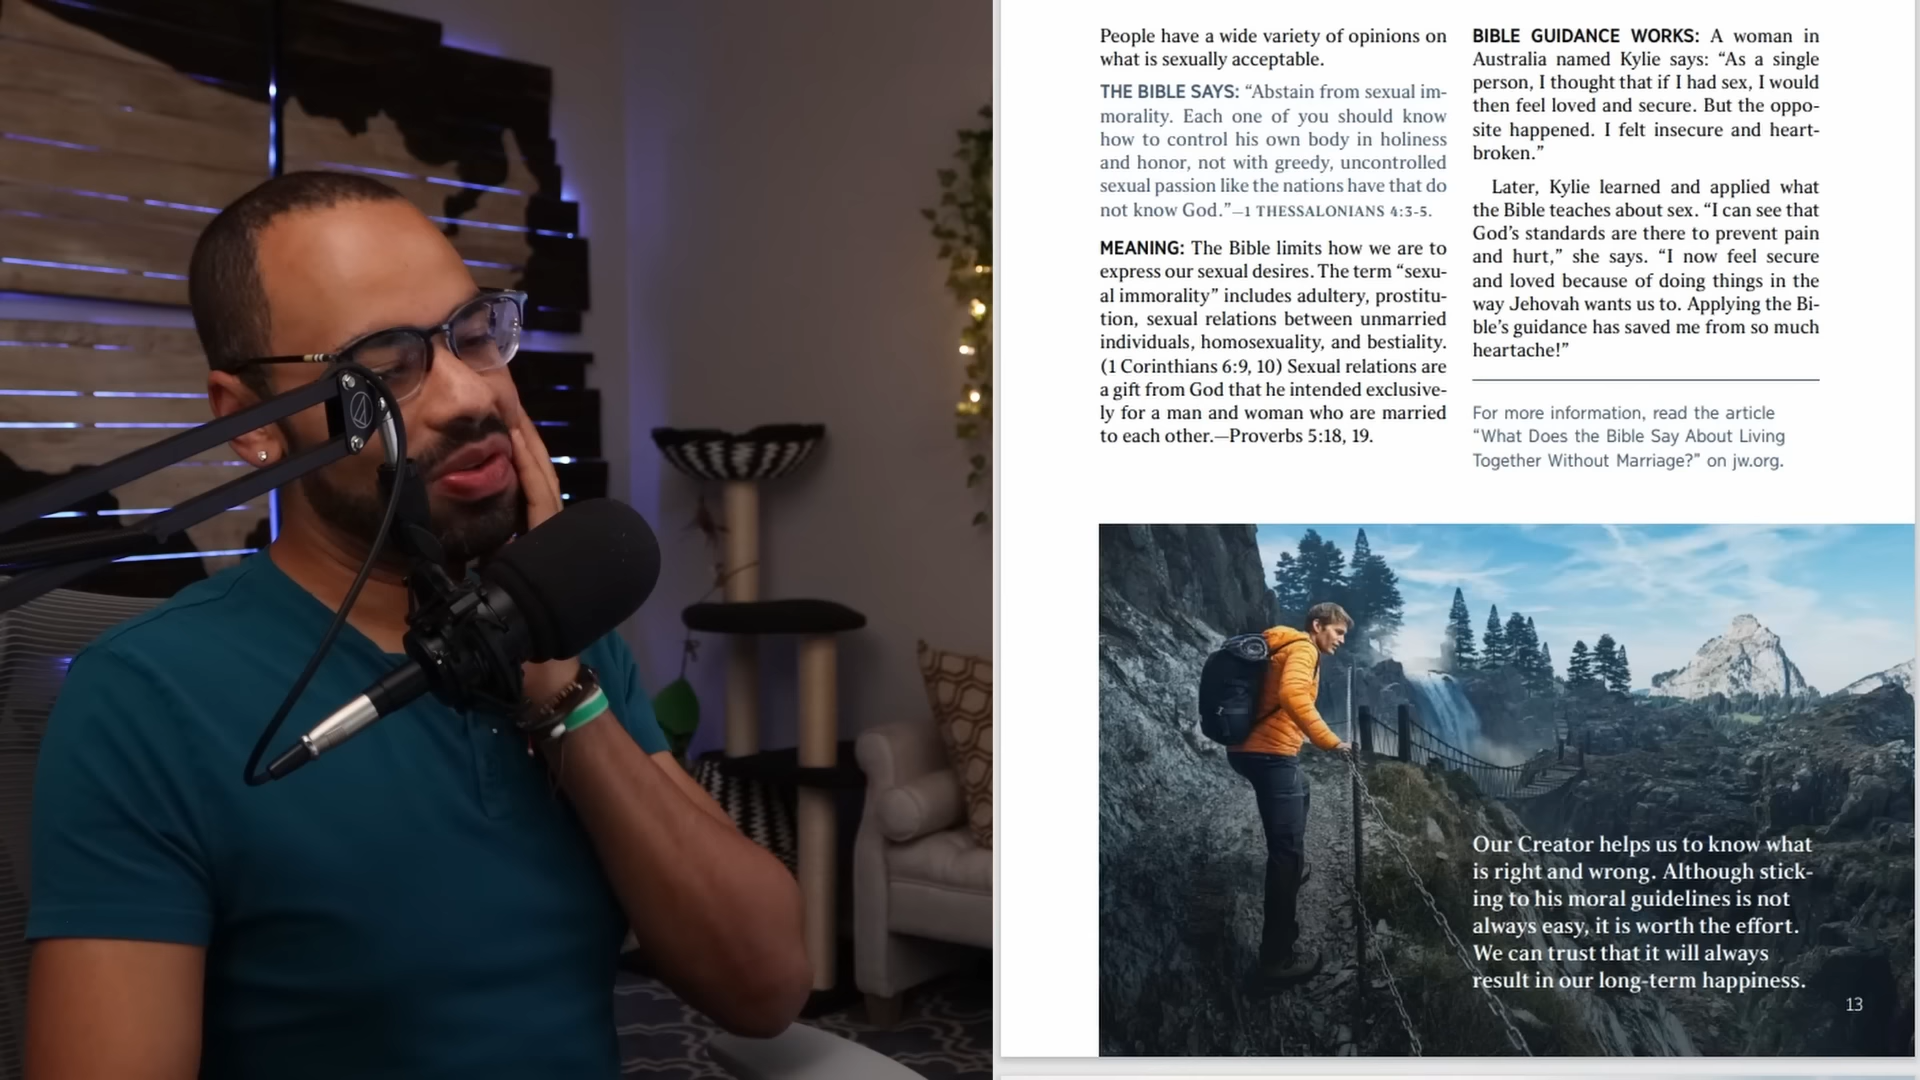 People have a wide variety of opinions on
what is sexually acceptable.
THE BIBLE SAYS: “Abstain from sexual im-
morality. Each one of you should know
how to control his own body in holiness
and honor, not with greedy, uncontrolled
sexual passion like the nations have that do
not know God.”—1 THESSALONIANS 4:3-5.
MEANING: The Bible limits how we are to
express our sexual desires. The term “sexu-
al immorality” includes adultery, prostitu-
tion, sexual relations between unmarried
individuals, homosexuality, and bestiality.
(1 Corinthians 6:9, 10) Sexual relations are
a gift from God that he intended exclusive-
ly for a man and woman who are married
to each other.—Proverbs 5:18, 19.
BIBLE GUIDANCE WORKS: A woman in
Australia named Kylie says: “As a single
person, I thought that if I had sex, I would
then feel loved and secure. But the oppo-
site happened. I felt insecure and heart-
broken.”
Later, Kylie learned and applied what
the Bible teaches about sex. “I can see that
God’s standards are there to prevent pain
and hurt,” she says. “I now feel secure
and loved because of doing things in the
way Jehovah wants us to. Applying the Bi-
ble’s guidance has saved me from so much
heartache!”
For more information, read the article
“What Does the Bible Say About Living
Together Without Marriage?” on jw.org.
Our Creator helps us to know what
is right and wrong. Although stick-
ing to his moral guidelines is not
always easy, it is worth the effort.
We can trust that it will always
result in our long-term happiness.
13